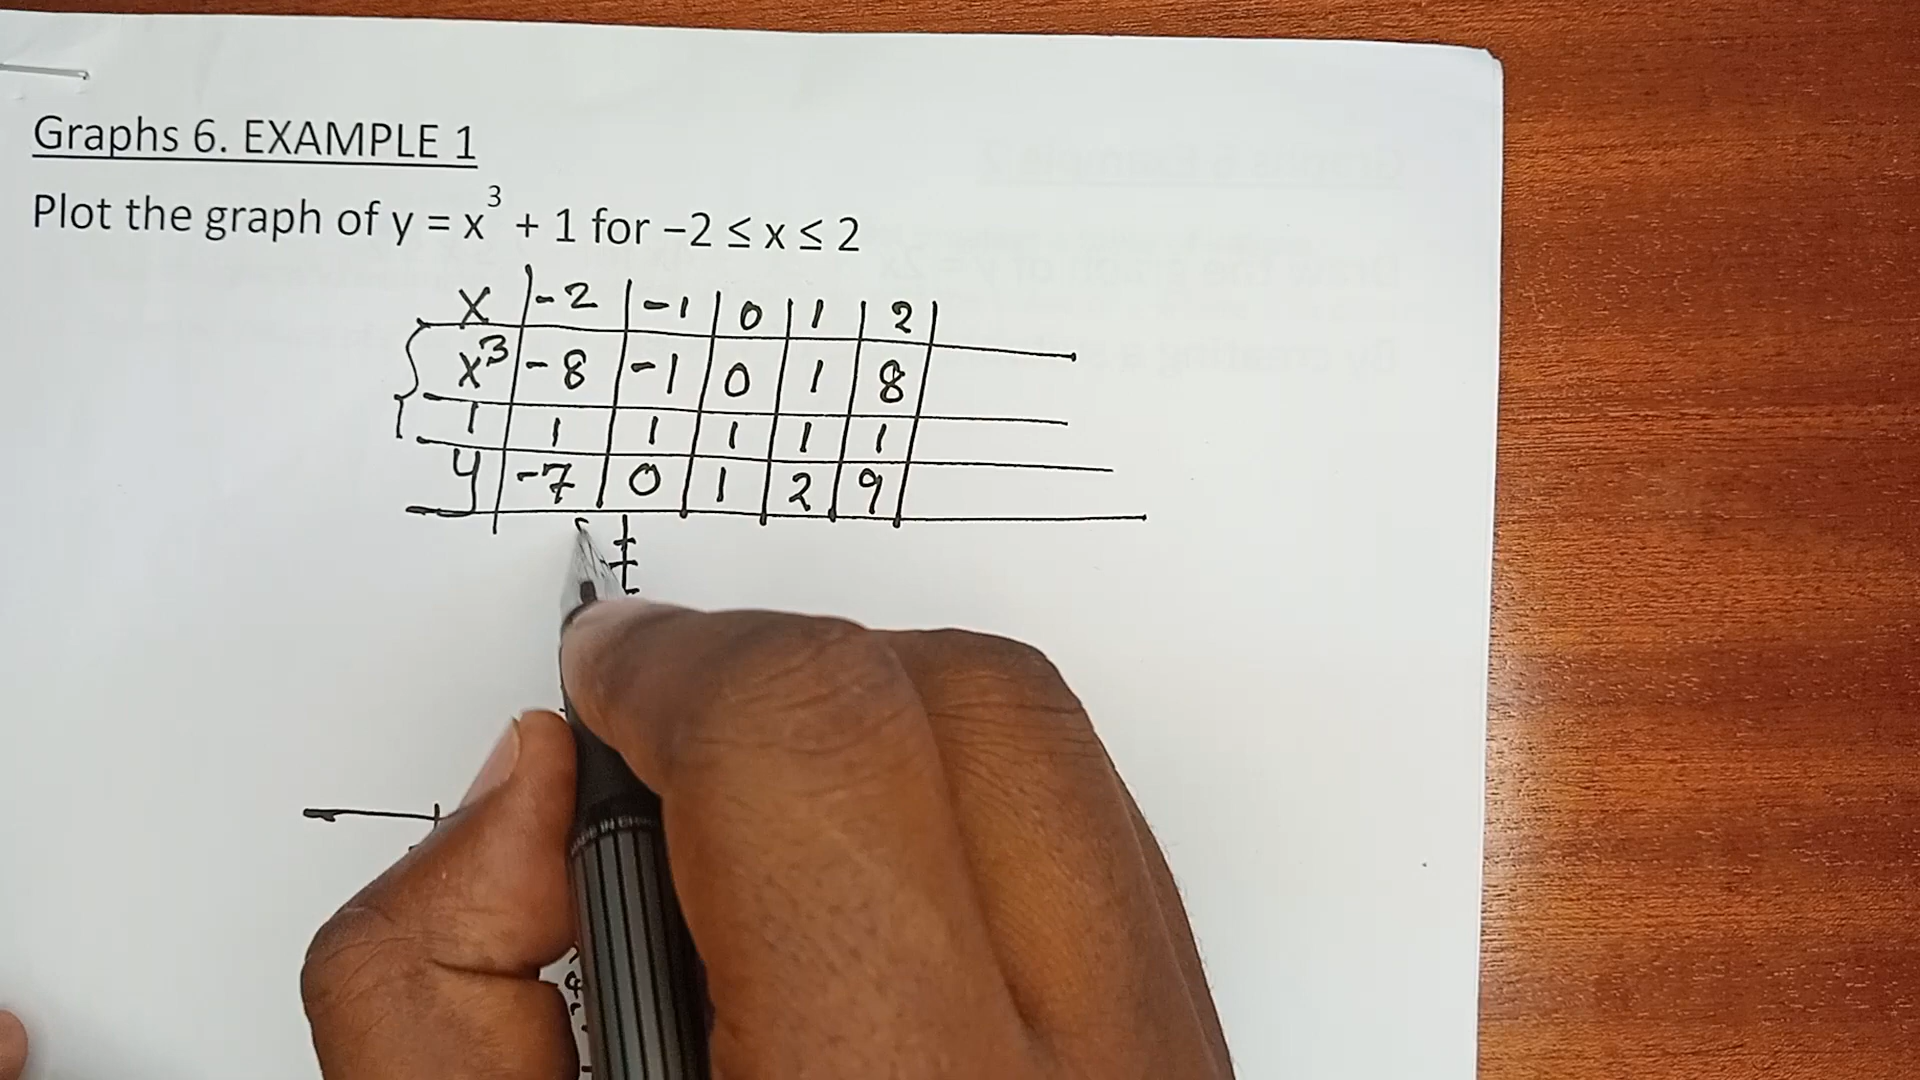 Graphs 6. EXAMPLE 1
Plot the graph of y = x³ + 1 for −2 ≤ x ≤ 2
x | -2 | -1 | 0 | 1 | 2
x³ | -8 | -1 | 0 | 1 | 8
1 | 1 | 1 | 1 | 1 | 1
y | -7 | 0 | 1 | 2 | 9